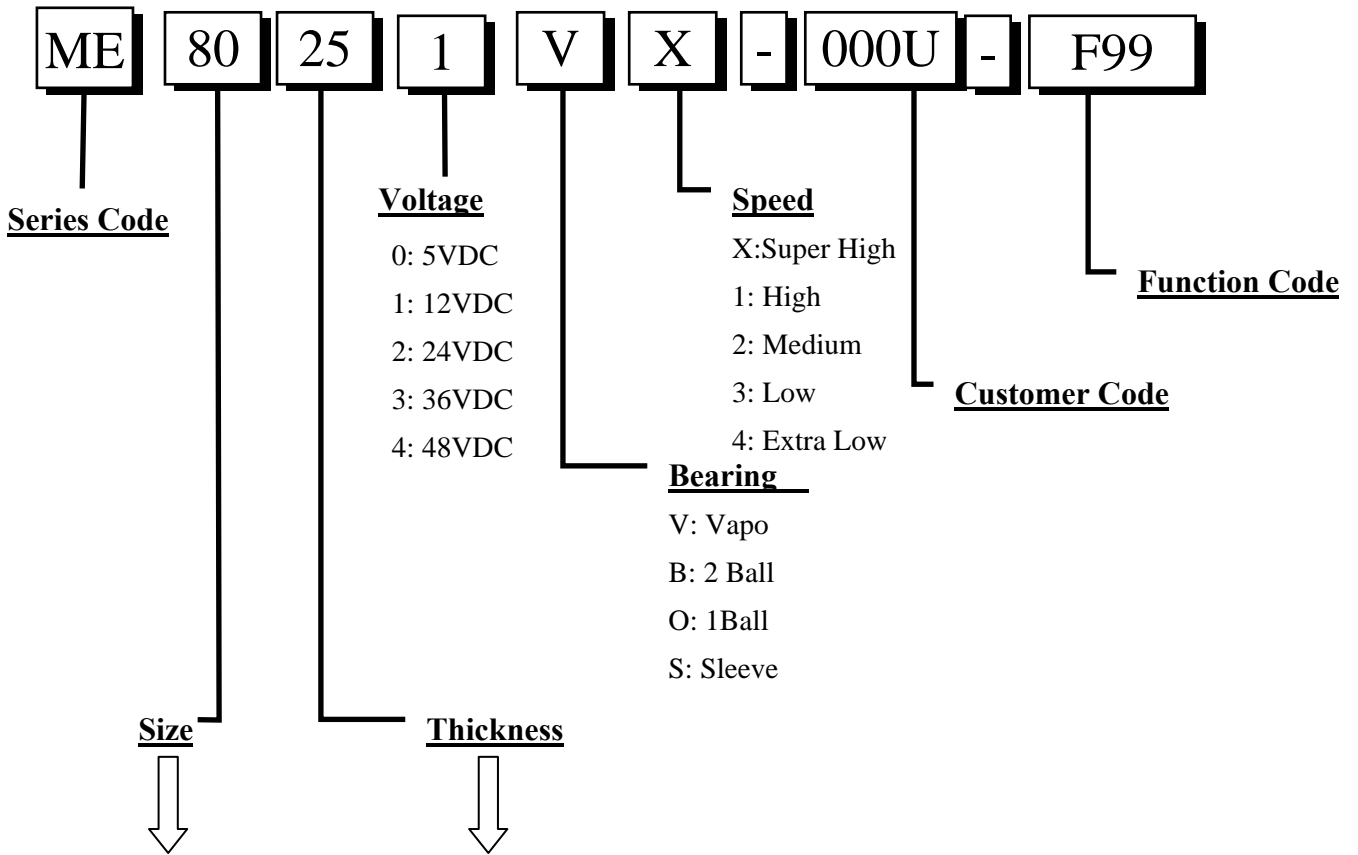 ME 80 25 1 V X - 000U - F99
Series Code
Voltage
0: 5VDC
1: 12VDC
2: 24VDC
3: 36VDC
4: 48VDC
Speed
X:Super High
1: High
2: Medium
3: Low
4: Extra Low
Function Code
Customer Code
Bearing
V: Vapo
B: 2 Ball
O: 1Ball
S: Sleeve
Size
Thickness